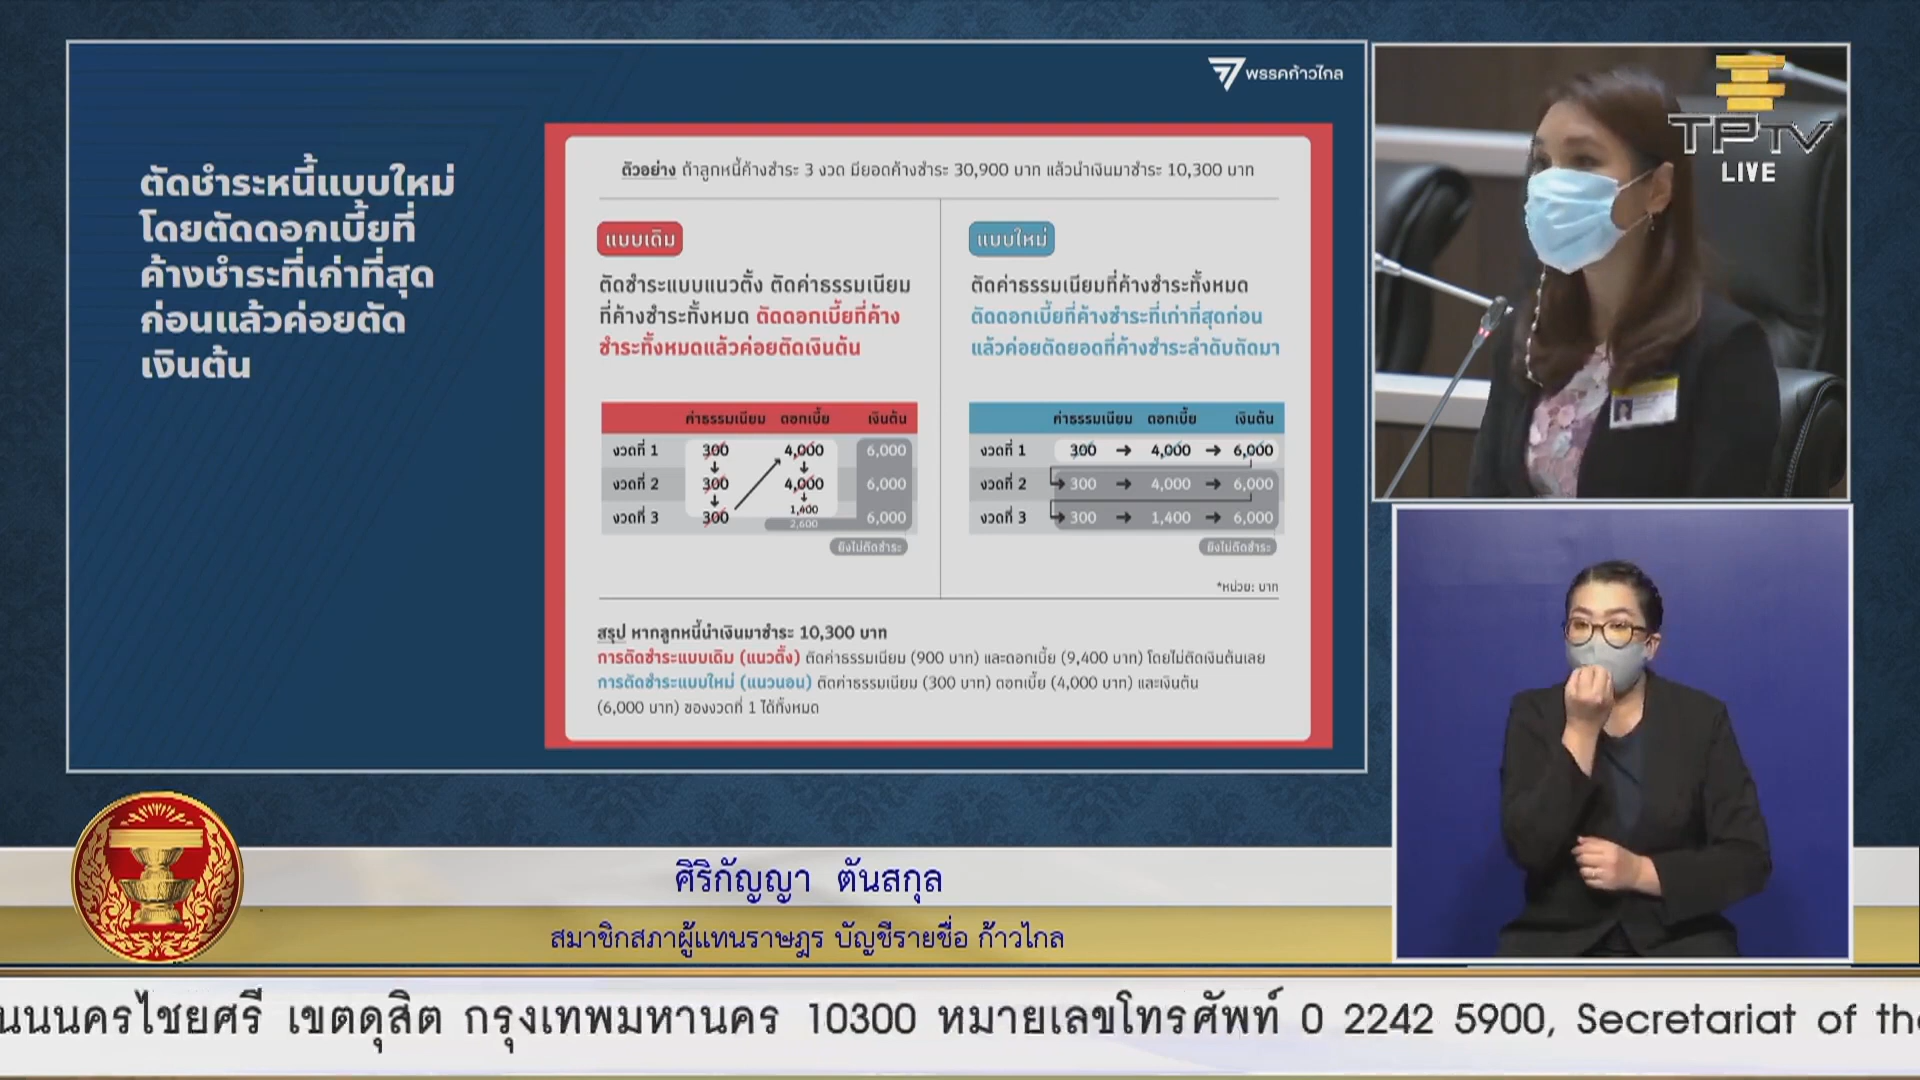 พรรคก้าวไกล
ตัดชำระหนี้แบบใหม่
โดยตัดดอกเบี้ยที่
ค้างชำระที่เก่าที่สุด
ก่อนแล้วค่อยตัด
เงินต้น
ตัวอย่าง ถ้าลูกหนี้ค้างชำระ 3 งวด มียอดค้างชำระ 30,900 บาท แล้วนำเงินมาชำระ 10,300 บาท
แบบเดิม
ตัดชำระแบบแนวตั้ง ตัดค่าธรรมเนียม
ที่ค้างชำระทั้งหมด ตัดดอกเบี้ยที่ค้าง
ชำระทั้งหมดแล้วค่อยตัดเงินต้น
ค่าธรรมเนียม ดอกเบี้ย เงินต้น
งวดที่ 1 300 4,000 6,000
งวดที่ 2 300 4,000 6,000
งวดที่ 3 300 1,400 2,600 6,000
ยังไม่ตัดชำระ
แบบใหม่
ตัดค่าธรรมเนียมที่ค้างชำระทั้งหมด
ตัดดอกเบี้ยที่ค้างชำระที่เก่าที่สุดก่อน
แล้วค่อยตัดยอดที่ค้างชำระลำดับถัดมา
ค่าธรรมเนียม ดอกเบี้ย เงินต้น
งวดที่ 1 300 → 4,000 → 6,000
งวดที่ 2 → 300 → 4,000 → 6,000
งวดที่ 3 → 300 → 1,400 → 6,000
ยังไม่ตัดชำระ
*หน่วย: บาท
สรุป หากลูกหนี้นำเงินมาชำระ 10,300 บาท
การตัดชำระแบบเดิม (แนวตั้ง) ตัดค่าธรรมเนียม (900 บาท) และดอกเบี้ย (9,400 บาท) โดยไม่ตัดเงินต้นเลย
การตัดชำระแบบใหม่ (แนวนอน) ตัดค่าธรรมเนียม (300 บาท) ดอกเบี้ย (4,000 บาท) และเงินต้น
(6,000 บาท) ของงวดที่ 1 ได้ทั้งหมด
TPTV
LIVE
ศิริกัญญา ตันสกุล
สมาชิกสภาผู้แทนราษฎร บัญชีรายชื่อ ก้าวไกล
นนนครไชยศรี เขตดุสิต กรุงเทพมหานคร 10300 หมายเลขโทรศัพท์ 0 2242 5900, Secretariat of the